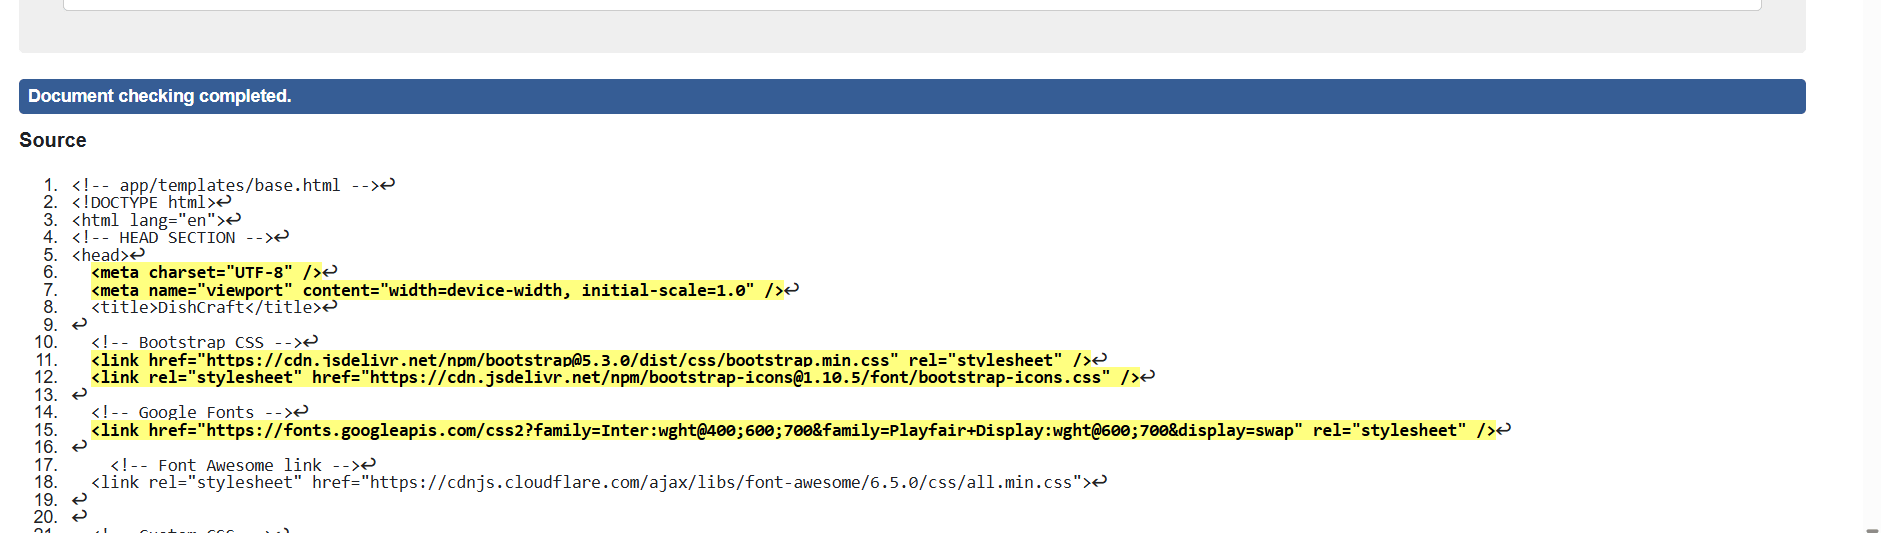 Document checking completed.
Source
1. <!-- app/templates/base.html -->↩
2. <!DOCTYPE html>↩
3. <html lang="en">↩
4. <!-- HEAD SECTION -->↩
5. <head>↩
6. <meta charset="UTF-8" />↩
7. <meta name="viewport" content="width=device-width, initial-scale=1.0" />↩
8. <title>DishCraft</title>↩
9. ↩
10. <!-- Bootstrap CSS -->↩
11. <link href="https://cdn.jsdelivr.net/npm/bootstrap@5.3.0/dist/css/bootstrap.min.css" rel="stylesheet" />↩
12. <link rel="stylesheet" href="https://cdn.jsdelivr.net/npm/bootstrap-icons@1.10.5/font/bootstrap-icons.css" />↩
13. ↩
14. <!-- Google Fonts -->↩
15. <link href="https://fonts.googleapis.com/css2?family=Inter:wght@400;600;700&family=Playfair+Display:wght@600;700&display=swap" rel="stylesheet" />↩
16. ↩
17. <!-- Font Awesome link -->↩
18. <link rel="stylesheet" href="https://cdnjs.cloudflare.com/ajax/libs/font-awesome/6.5.0/css/all.min.css">↩
19. ↩
20. ↩
21. <!-- Custom CSS -->↩